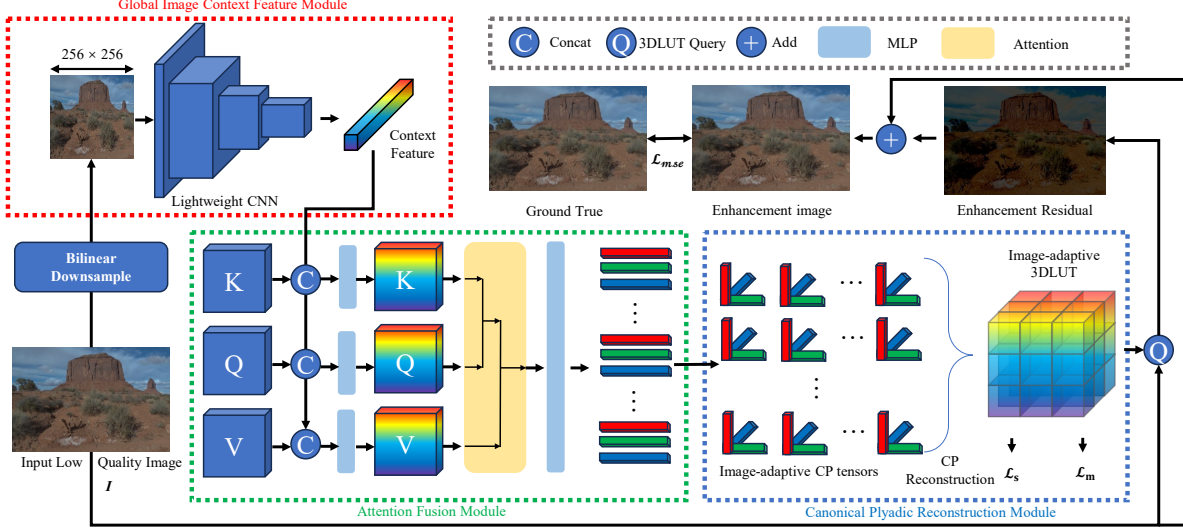 Global Image Context Feature Module
256 × 256
Context
Feature
Lightweight CNN
C Concat Q 3DLUT Query + Add MLP Attention
ℒmse
+
Ground True
Enhancement image
Enhancement Residual
Bilinear
Downsample
Input Low Quality Image
I
K C K
Q C Q
V C V
Attention Fusion Module
Image-adaptive
3DLUT
Q
Image-adaptive CP tensors
CP
Reconstruction
ℒs
ℒm
Canonical Plyadic Reconstruction Module